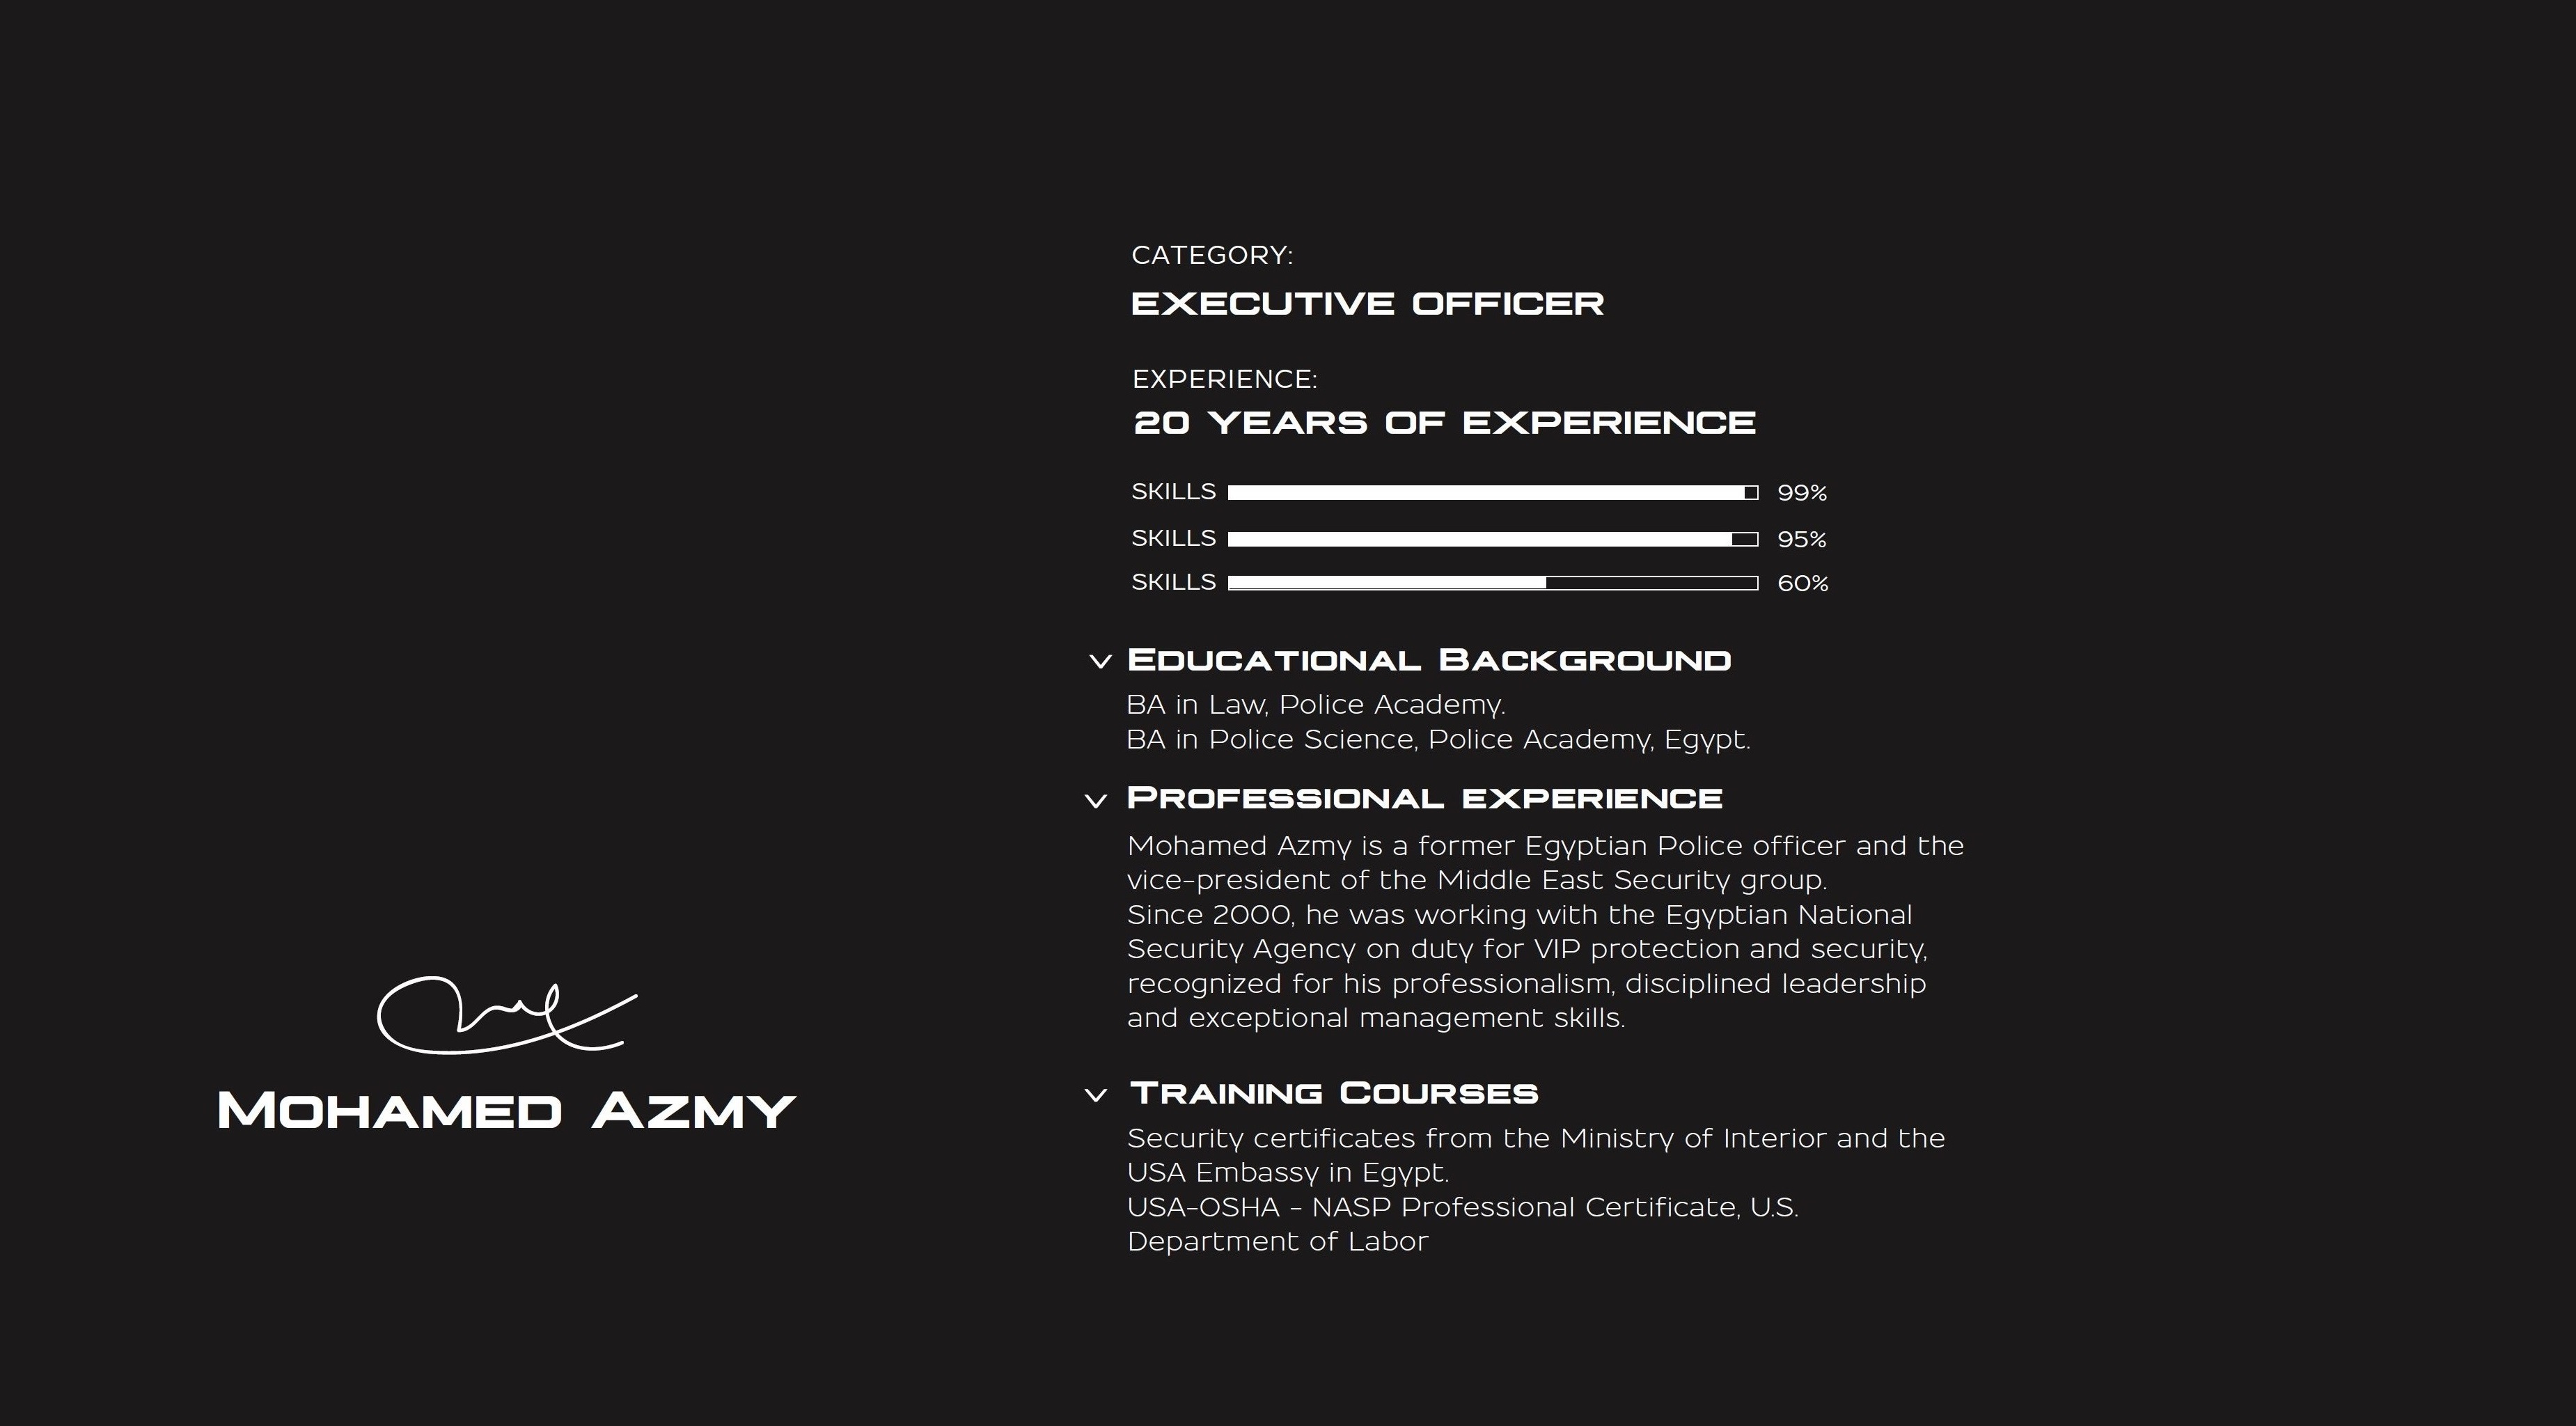 CATEGORY:
EXECUTIVE OFFICER
EXPERIENCE:
20 YEARS OF EXPERIENCE
SKILLS 99%
SKILLS 95%
SKILLS 60%
EDUCATIONAL BACKGROUND
BA in Law, Police Academy.
BA in Police Science, Police Academy, Egypt.
PROFESSIONAL EXPERIENCE
Mohamed Azmy is a former Egyptian Police officer and the
vice-president of the Middle East Security group.
Since 2000, he was working with the Egyptian National
Security Agency on duty for VIP protection and security,
recognized for his professionalism, disciplined leadership
and exceptional management skills.
TRAINING COURSES
Security certificates from the Ministry of Interior and the
USA Embassy in Egypt.
USA-OSHA - NASP Professional Certificate, U.S.
Department of Labor
MOHAMED AZMY